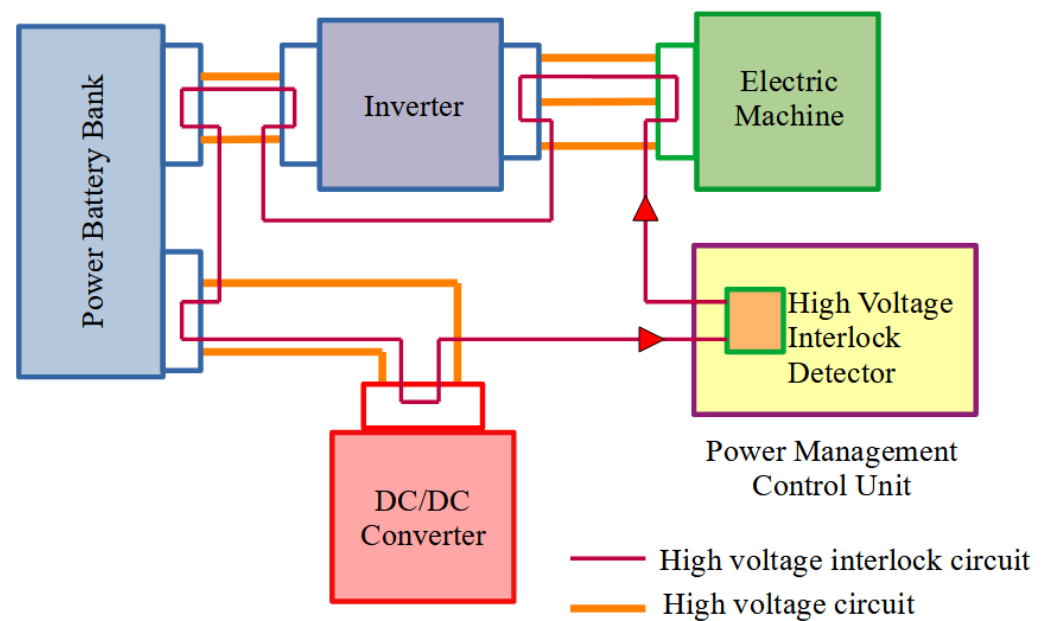 Power Battery Bank
Inverter
Electric
Machine
High Voltage
Interlock
Detector
Power Management
Control Unit
DC/DC
Converter
High voltage interlock circuit
High voltage circuit